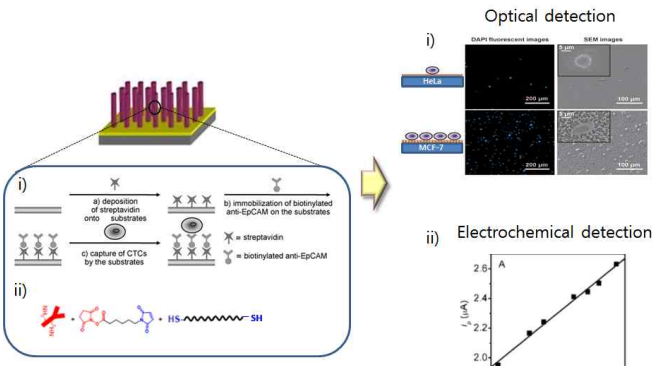 Optical detection
i)
DAPI fluorescent images
SEM images
5 μm
HeLa
200 μm
100 μm
5 μm
MCF-7
200 μm
100 μm
i)
a) deposition
of streptavidin
onto substrates
b) immobilization of biotinylated
anti-EpCAM on the substrates
c) capture of CTCs
by the substrates
= streptavidin
= biotinylated anti-EpCAM
ii)
NH₂
+
O
O
N
O
O
O
N
O
O
+
HS
SH
ii)
Electrochemical detection
A
2.6
2.4
2.2
2.0
Iₚ (μA)